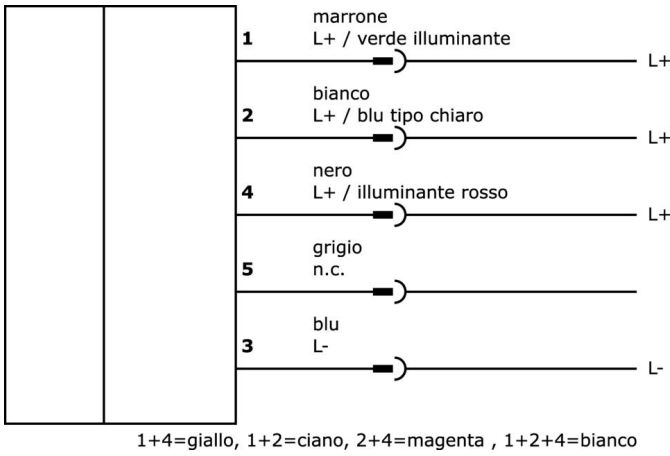 marrone
1 L+ / verde illuminante
L+
bianco
2 L+ / blu tipo chiaro
L+
nero
4 L+ / illuminante rosso
L+
grigio
5 n.c.
blu
3 L-
L-
1+4=giallo, 1+2=ciano, 2+4=magenta , 1+2+4=bianco